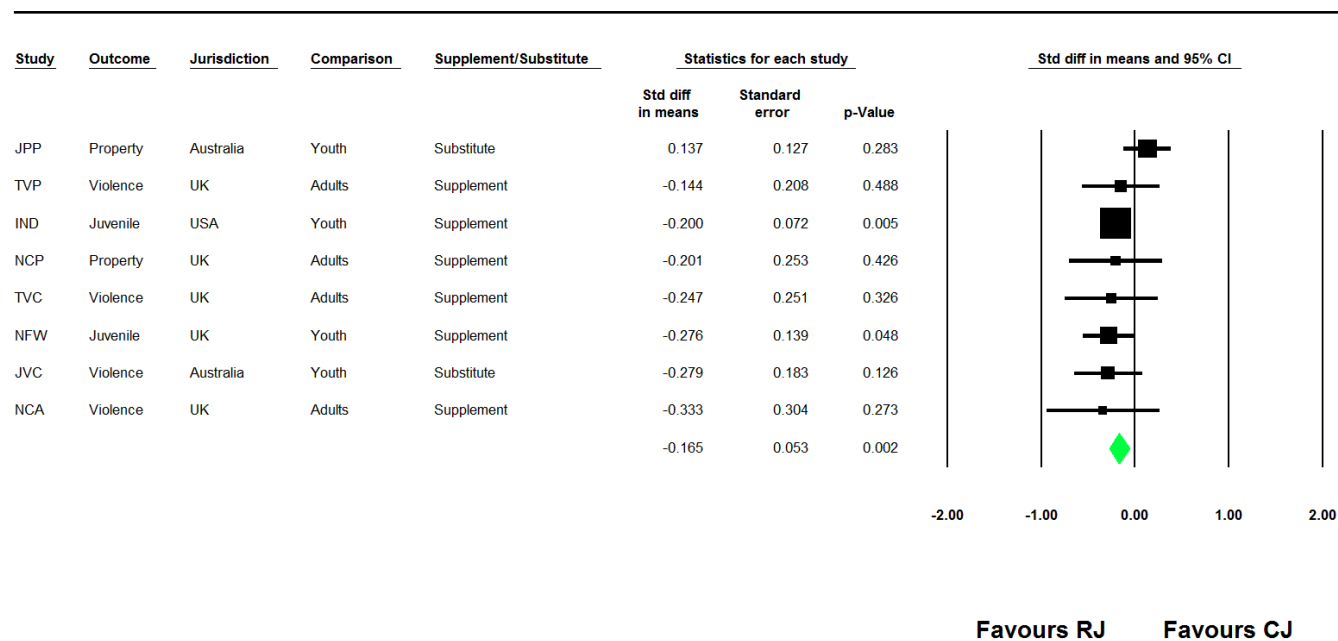 Study Outcome Jurisdiction Comparison Supplement/Substitute Statistics for each study Std diff in means and 95% CI
Std diff in means Standard error p-Value
JPP Property Australia Youth Substitute 0.137 0.127 0.283
TVP Violence UK Adults Supplement -0.144 0.208 0.488
IND Juvenile USA Youth Supplement -0.200 0.072 0.005
NCP Property UK Adults Supplement -0.201 0.253 0.426
TVC Violence UK Adults Supplement -0.247 0.251 0.326
NFW Juvenile UK Youth Supplement -0.276 0.139 0.048
JVC Violence Australia Youth Substitute -0.279 0.183 0.126
NCA Violence UK Adults Supplement -0.333 0.304 0.273
-0.165 0.053 0.002
-2.00 -1.00 0.00 1.00 2.00
Favours RJ Favours CJ